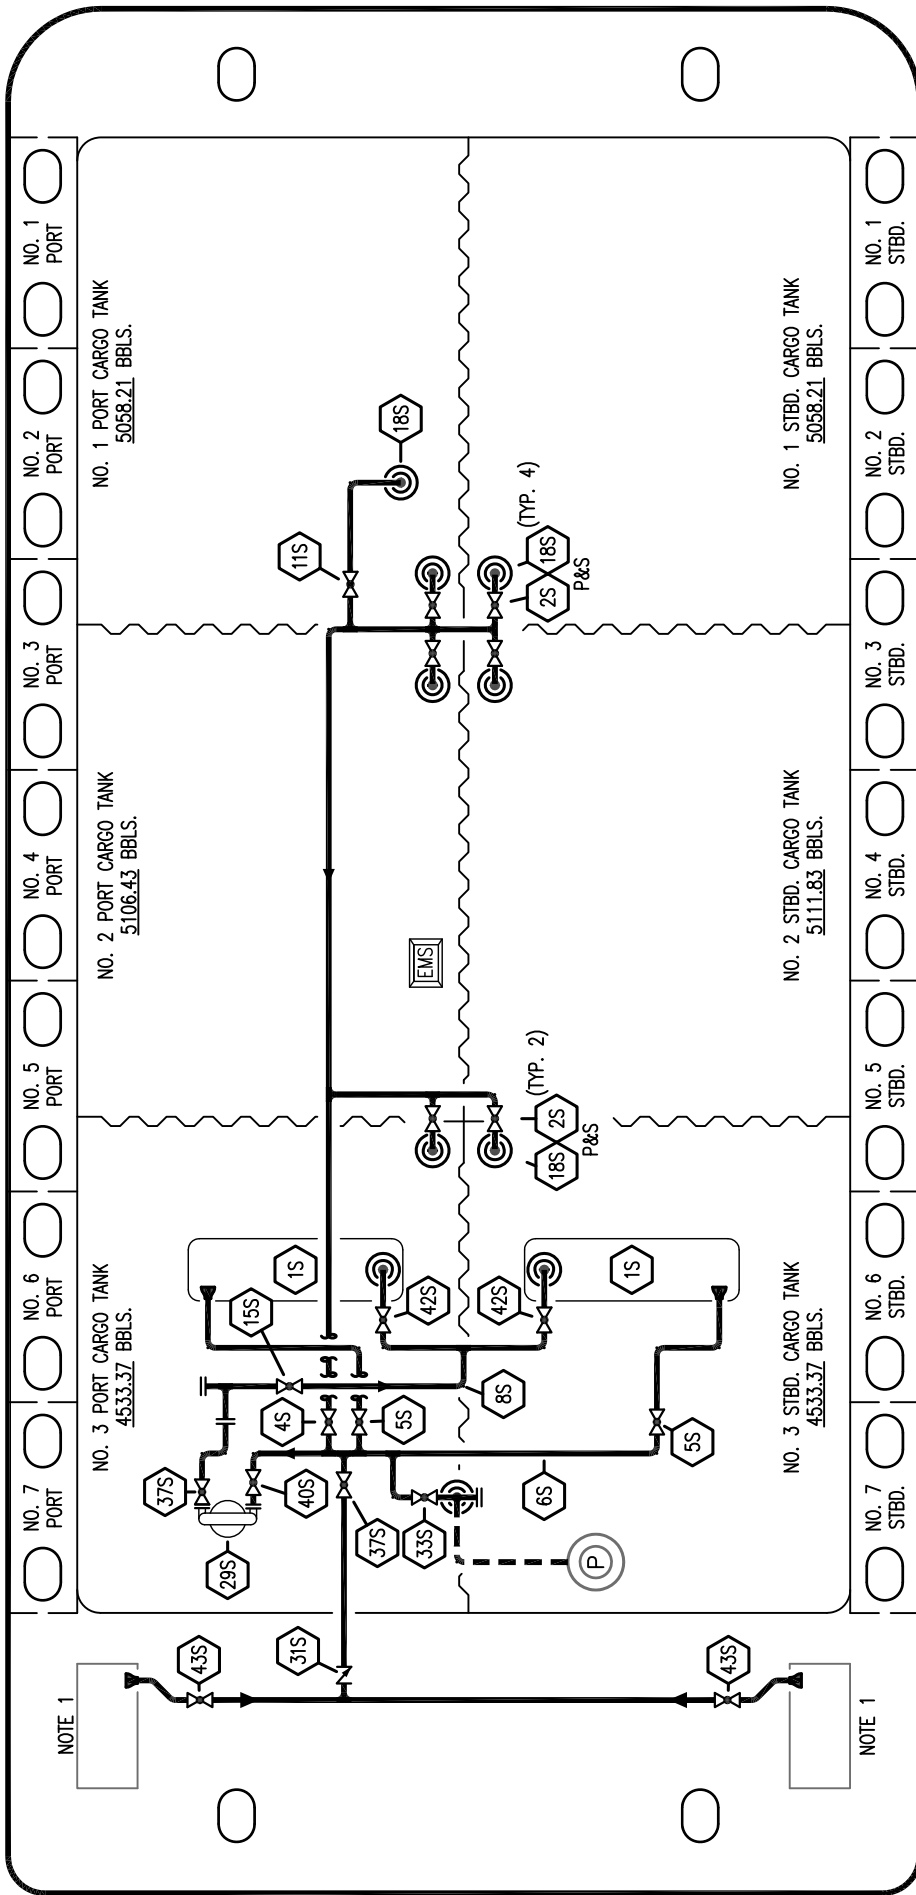 NO. 1
PORT
NO. 2
PORT
NO. 3
PORT
NO. 4
PORT
NO. 5
PORT
NO. 6
PORT
NO. 7
PORT
NO. 1 PORT CARGO TANK
5058.21 BBLS.
NO. 2 PORT CARGO TANK
5106.43 BBLS.
NO. 3 PORT CARGO TANK
4533.37 BBLS.
NO. 1 STBD. CARGO TANK
5058.21 BBLS.
NO. 2 STBD. CARGO TANK
5111.83 BBLS.
NO. 3 STBD. CARGO TANK
4533.37 BBLS.
NO. 1
STBD.
NO. 2
STBD.
NO. 3
STBD.
NO. 4
STBD.
NO. 5
STBD.
NO. 6
STBD.
NO. 7
STBD.
18S
11S
2S
18S
(TYP. 4)
P&S
EMS
18S
2S
(TYP. 2)
P&S
1S
1S
15S
42S
42S
4S
5S
8S
5S
37S
40S
37S
33S
6S
29S
P
31S
43S
43S
NOTE 1
NOTE 1